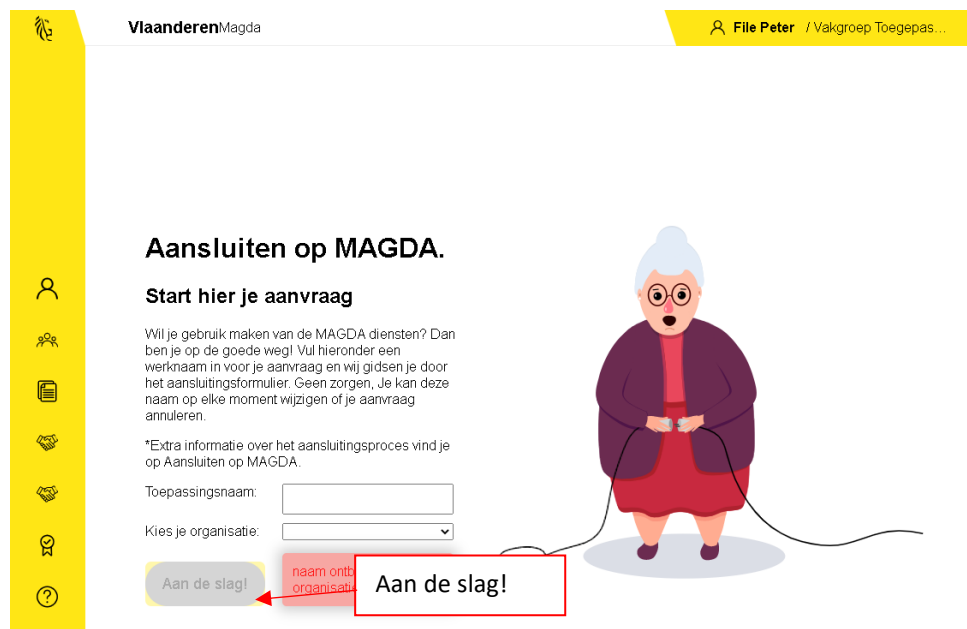 VlaanderenMagda
File Peter / Vakgroep Toegepas...
Aansluiten op MAGDA.
Start hier je aanvraag
Wil je gebruik maken van de MAGDA diensten? Dan
ben je op de goede weg! Vul hieronder een
werknaam in voor je aanvraag en wij gidsen je door
het aansluitingsformulier. Geen zorgen, Je kan deze
naam op elke moment wijzigen of je aanvraag
annuleren.
*Extra informatie over het aansluitingsproces vind je
op Aansluiten op MAGDA.
Toepassingsnaam:
Kies je organisatie:
Aan de slag!
naam
organisatie
Aan de slag!